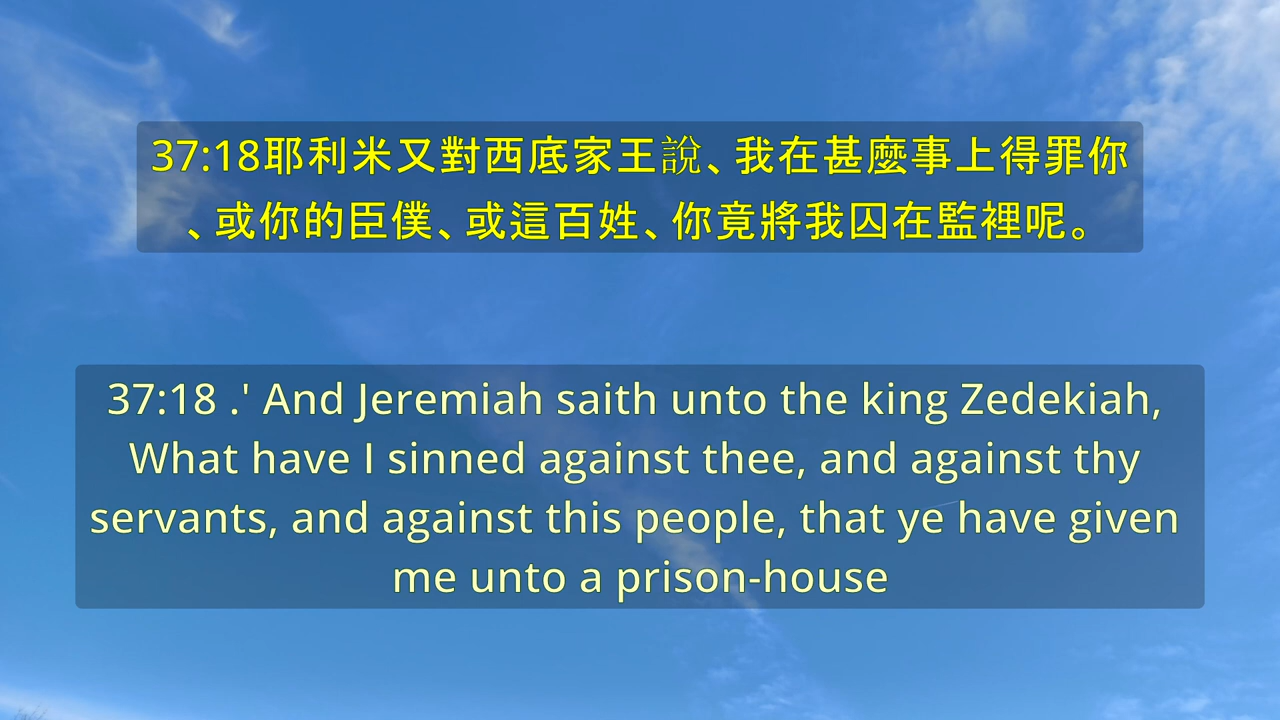 37:18耶利米又對西底家王說、我在甚麼事上得罪你
、或你的臣僕、或這百姓、你竟將我囚在監裡呢。
37:18 .' And Jeremiah saith unto the king Zedekiah,
What have I sinned against thee, and against thy
servants, and against this people, that ye have given
me unto a prison-house